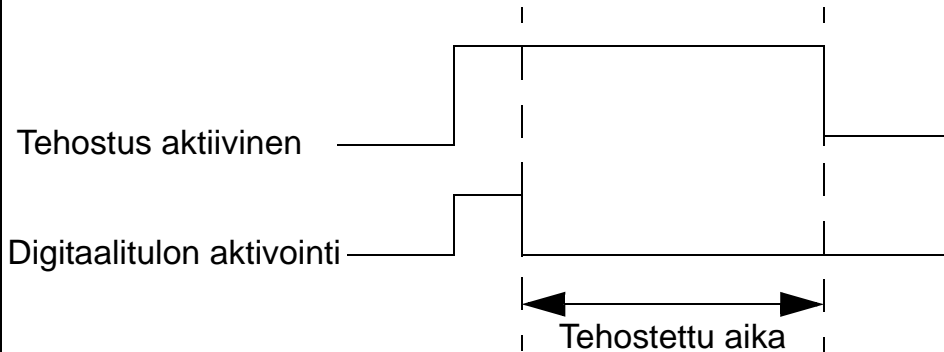 Tehostus aktiivinen
Digitaalitulon aktivointi
Tehostettu aika